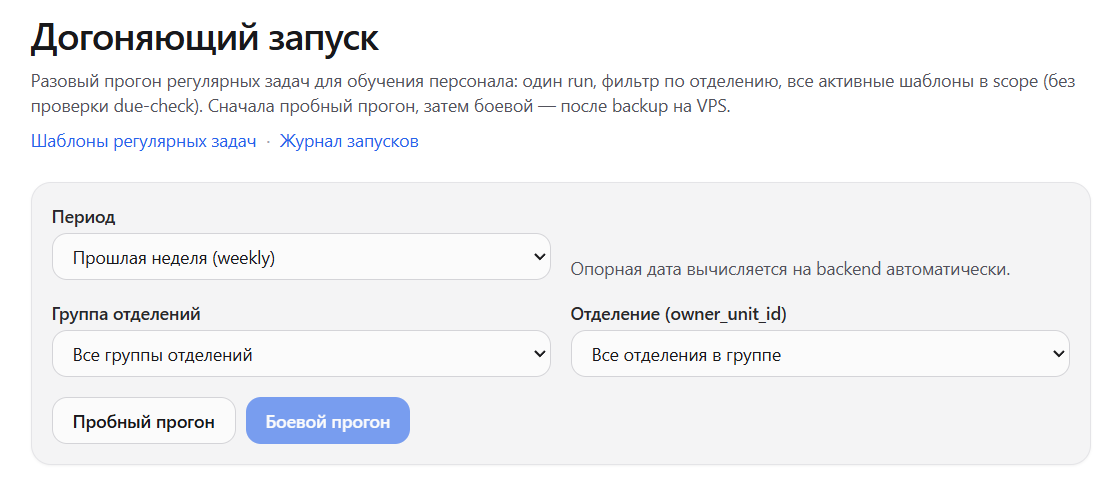 Догоняющий запуск
Разовый прогон регулярных задач для обучения персонала: один run, фильтр по отделению, все активные шаблоны в scope (без
проверки due-check). Сначала пробный прогон, затем боевой — после backup на VPS.
Шаблоны регулярных задач · Журнал запусков
Период
Прошлая неделя (weekly)
Опорная дата вычисляется на backend автоматически.
Группа отделений
Отделение (owner_unit_id)
Все группы отделений
Все отделения в группе
Пробный прогон
Боевой прогон